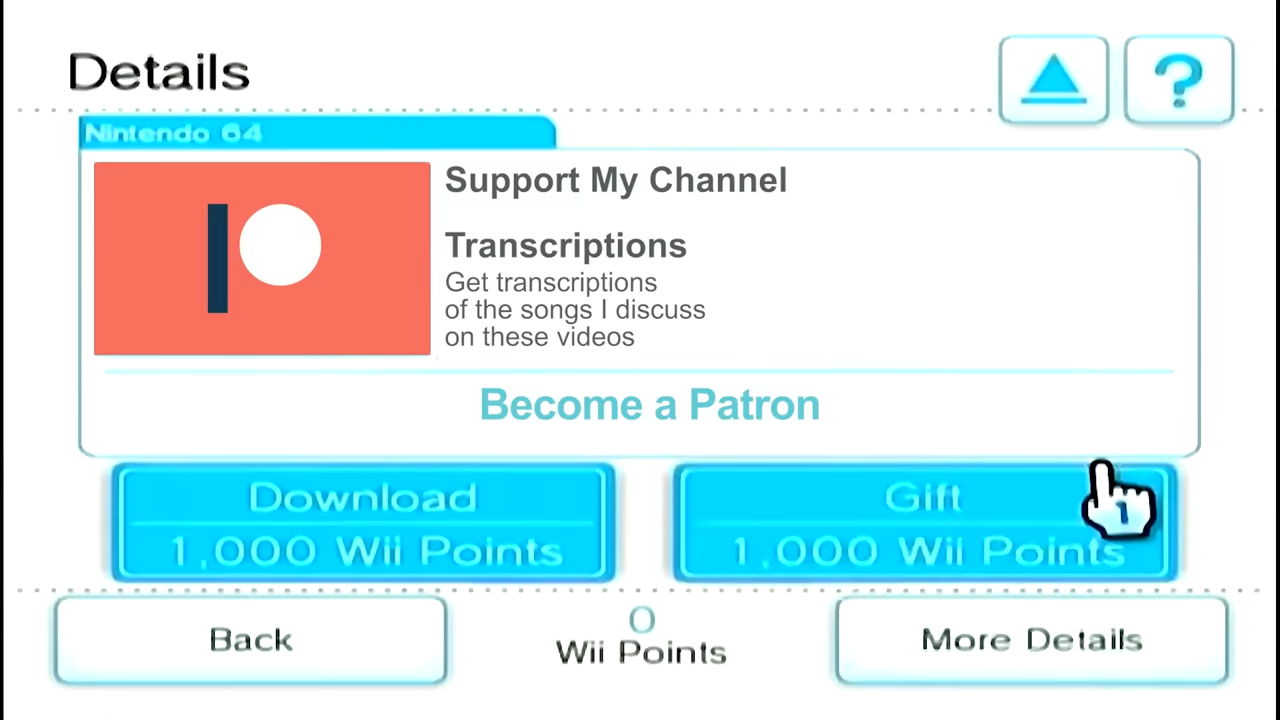 Details
?
Nintendo 64
Support My Channel
Transcriptions
Get transcriptions
of the songs I discuss
on these videos
Become a Patron
Download
1,000 Wii Points
Gift
1,000 Wii Points
1
Back
0
Wii Points
More Details